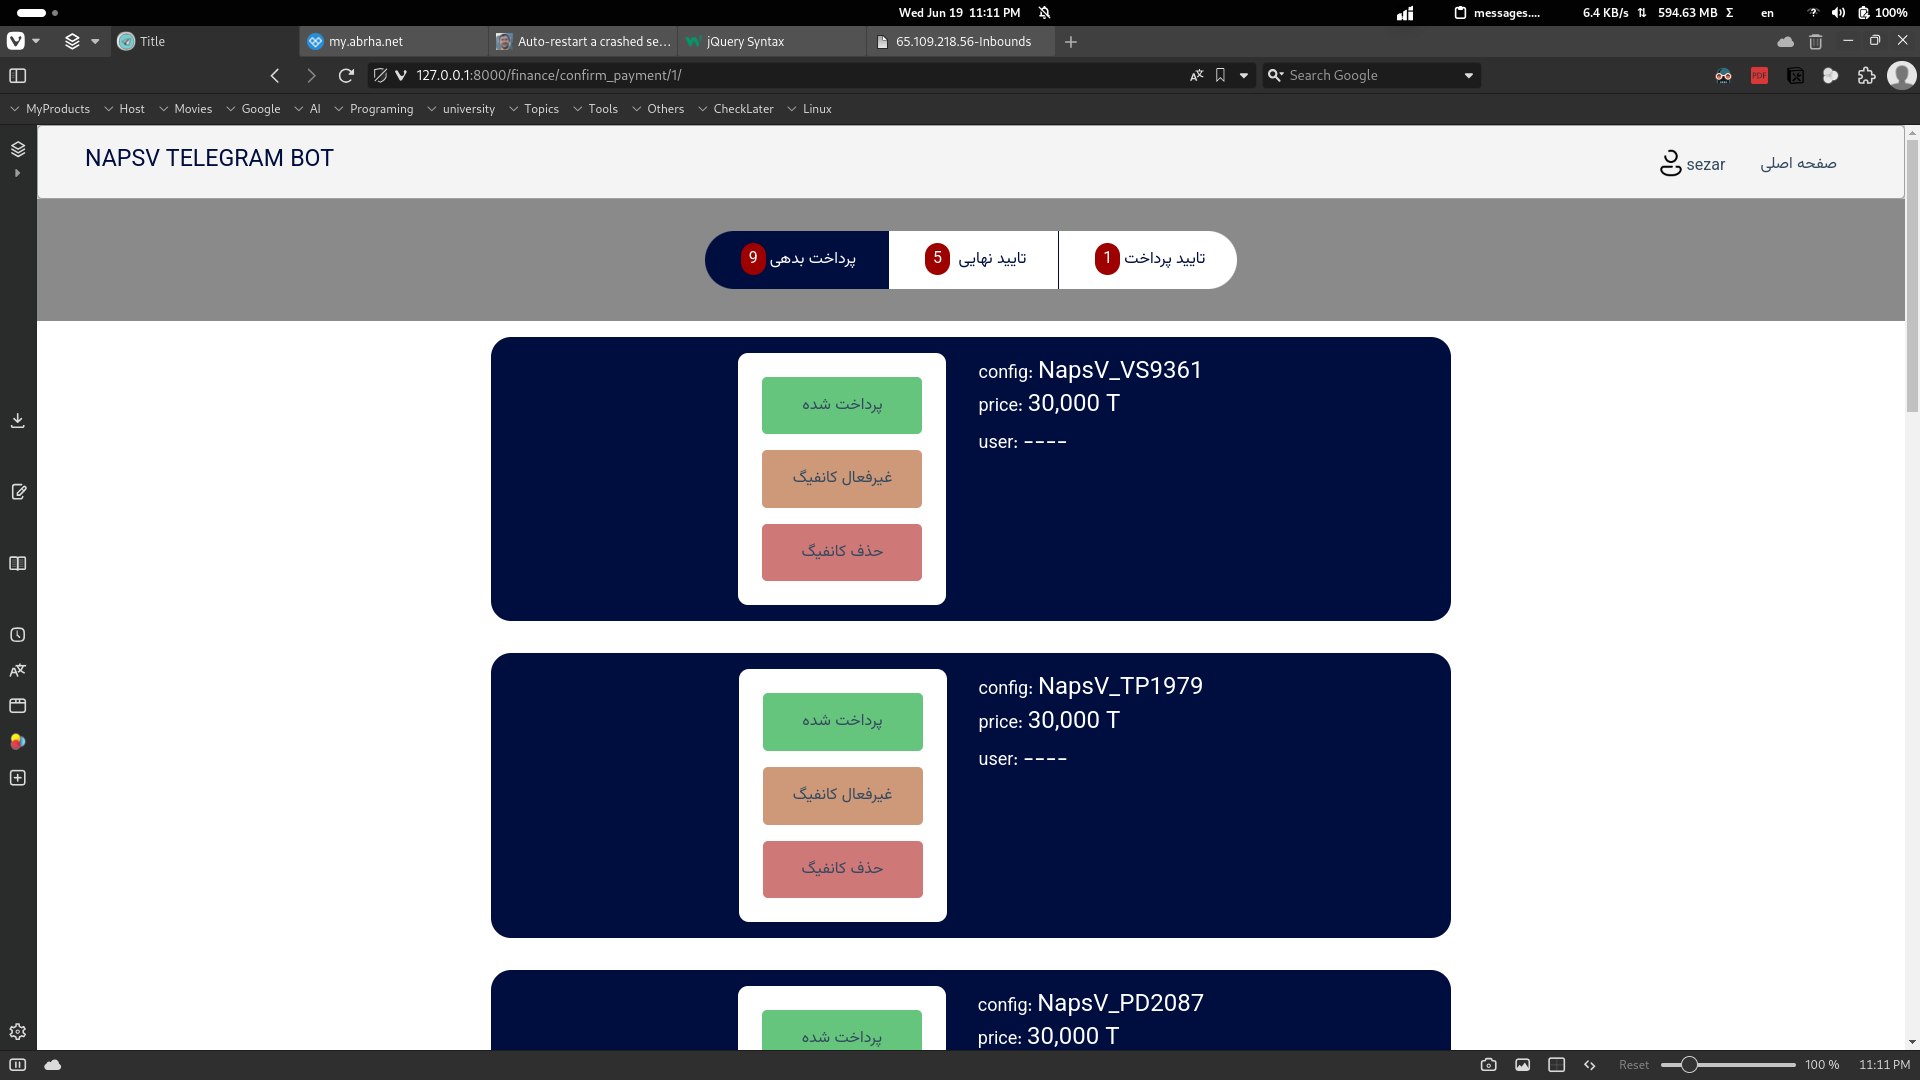 Wed Jun 19 11:11 PM
messages....
6.4 KB/s ⇅ 594.63 MB Σ
en
100%
Title
my.abrha.net
Auto-restart a crashed se...
jQuery Syntax
65.109.218.56-Inbounds
127.0.0.1:8000/finance/confirm_payment/1/
Search Google
PDF
MyProducts
Host
Movies
Google
AI
Programing
university
Topics
Tools
Others
CheckLater
Linux
NAPSV TELEGRAM BOT
sezar
صفحه اصلی
تایید پرداخت 1
تایید نهایی 5
پرداخت بدهی 9
config: NapsV_VS9361
price: 30,000 T
user: ----
پرداخت شده
غیرفعال کانفیگ
حذف کانفیگ
config: NapsV_TP1979
price: 30,000 T
user: ----
پرداخت شده
غیرفعال کانفیگ
حذف کانفیگ
config: NapsV_PD2087
price: 30,000 T
پرداخت شده
Reset
100 %
11:11 PM